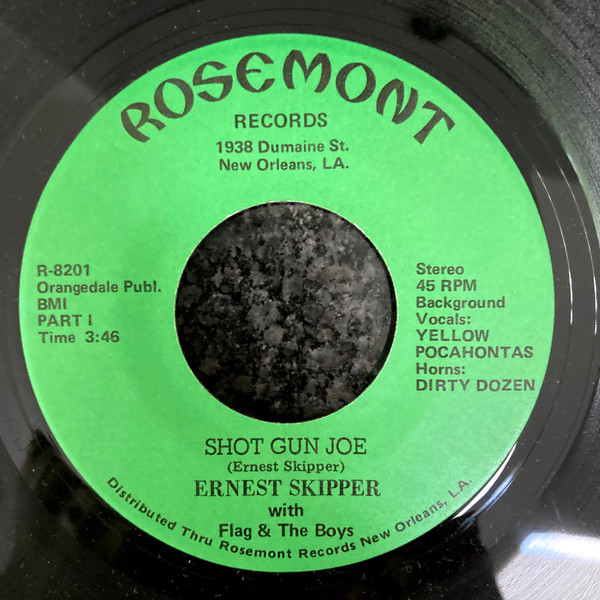 ROSEMONT
RECORDS
1938 Dumaine St.
New Orleans, LA.
R-8201
Orangedale Publ.
BMI
PART I
Time 3:46
Stereo
45 RPM
Background
Vocals:
YELLOW
POCAHONTAS
Horns:
DIRTY DOZEN
SHOT GUN JOE
(Ernest Skipper)
ERNEST SKIPPER
with
Flag & The Boys
Distributed Thru Rosemont Records New Orleans, LA.